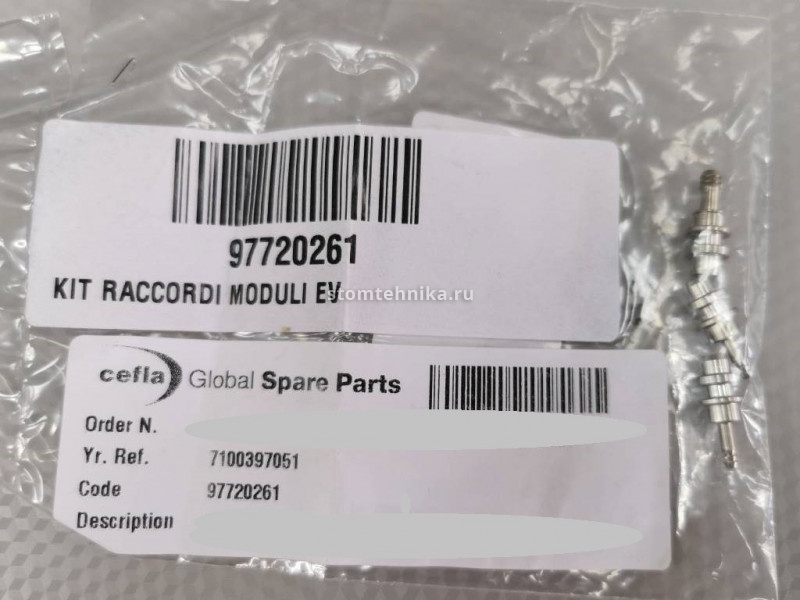 97720261
KIT RACCORDI MODULI EV
stomtehnika.ru
cefla Global Spare Parts
Order N.
Yr. Ref. 7100397051
Code 97720261
Description